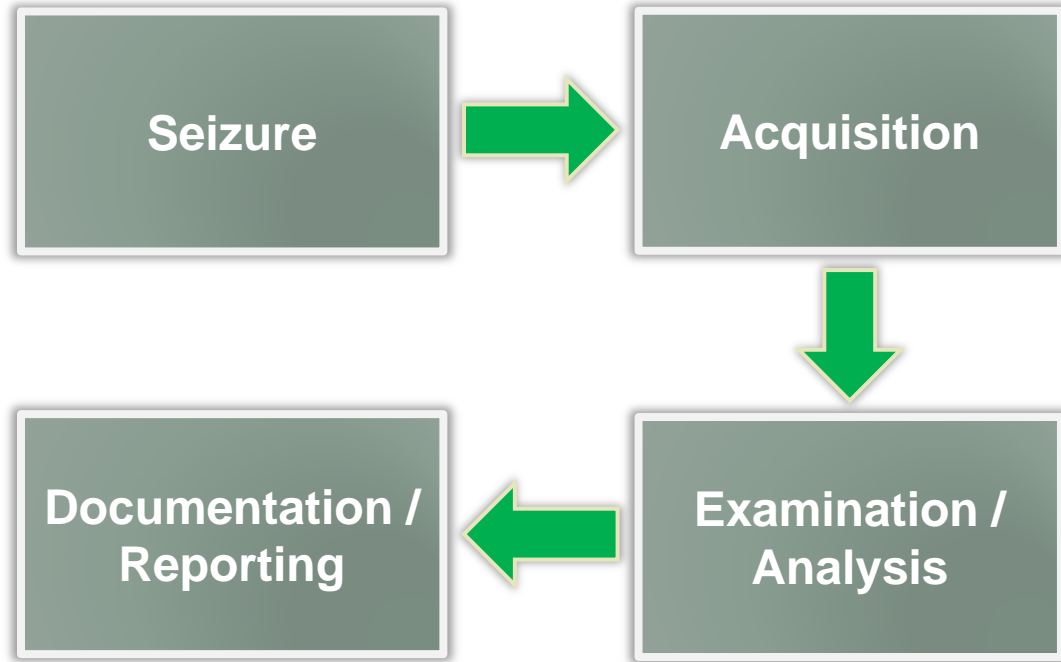 Seizure
Acquisition
Examination /
Analysis
Documentation /
Reporting